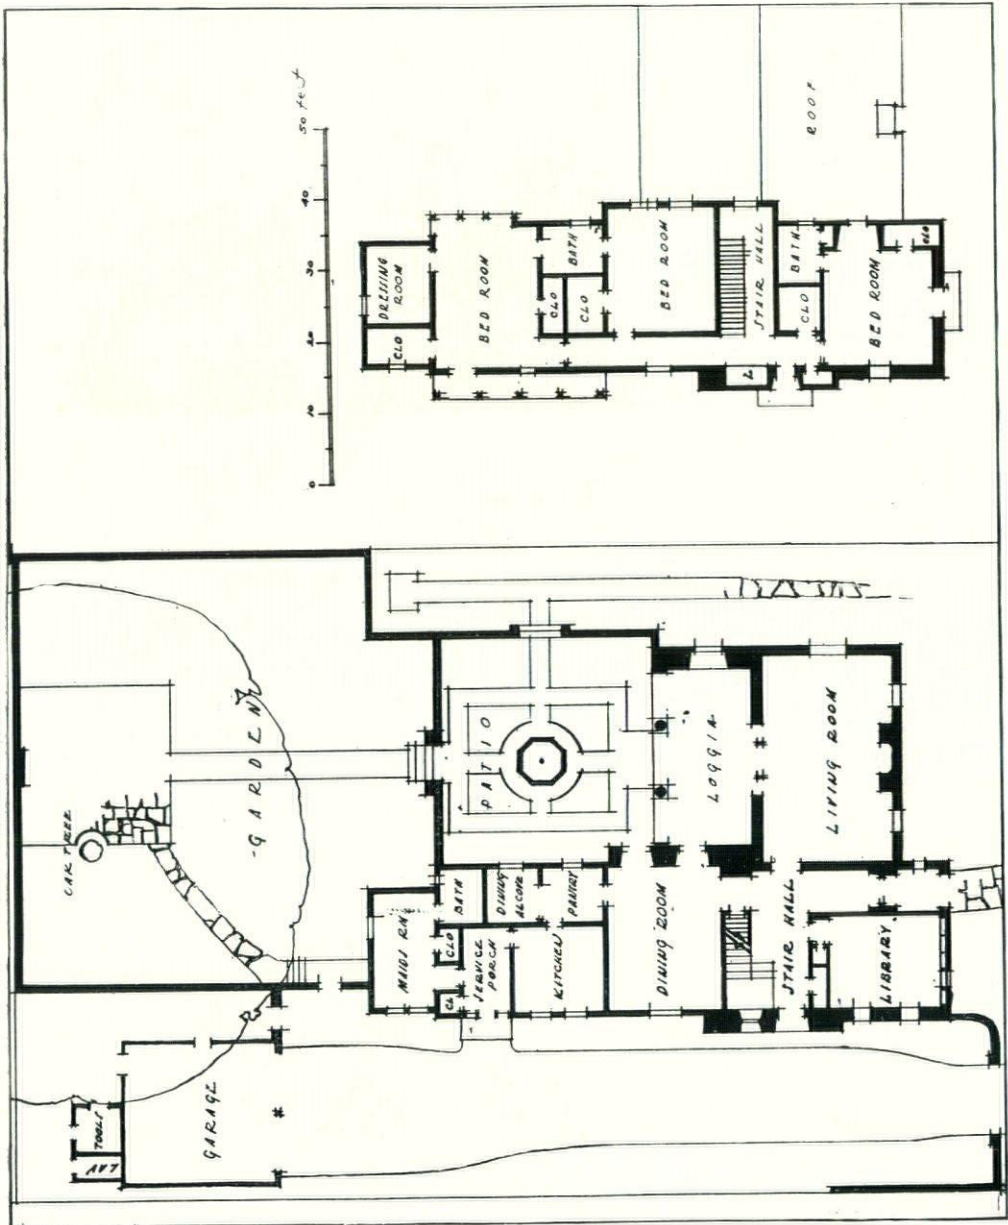 50 feet
40
30
20
10
0
ROOF
DRESSING
ROOM
CLO
BED ROOM
CLO
BATH
CLO
BED ROOM
STAIR HALL
L
BATH
CLO
BED ROOM
CLO
GARDEN
OAK TREE
PATIO
LOGGIA
LIVING ROOM
MAIDS RM
BATH
CLO
CL
DINING
ALCOVE
PANTRY
SERVICE
PORCH
KITCHEN
DINING ROOM
STAIR HALL
LIBRARY
GARAGE
TOOLS